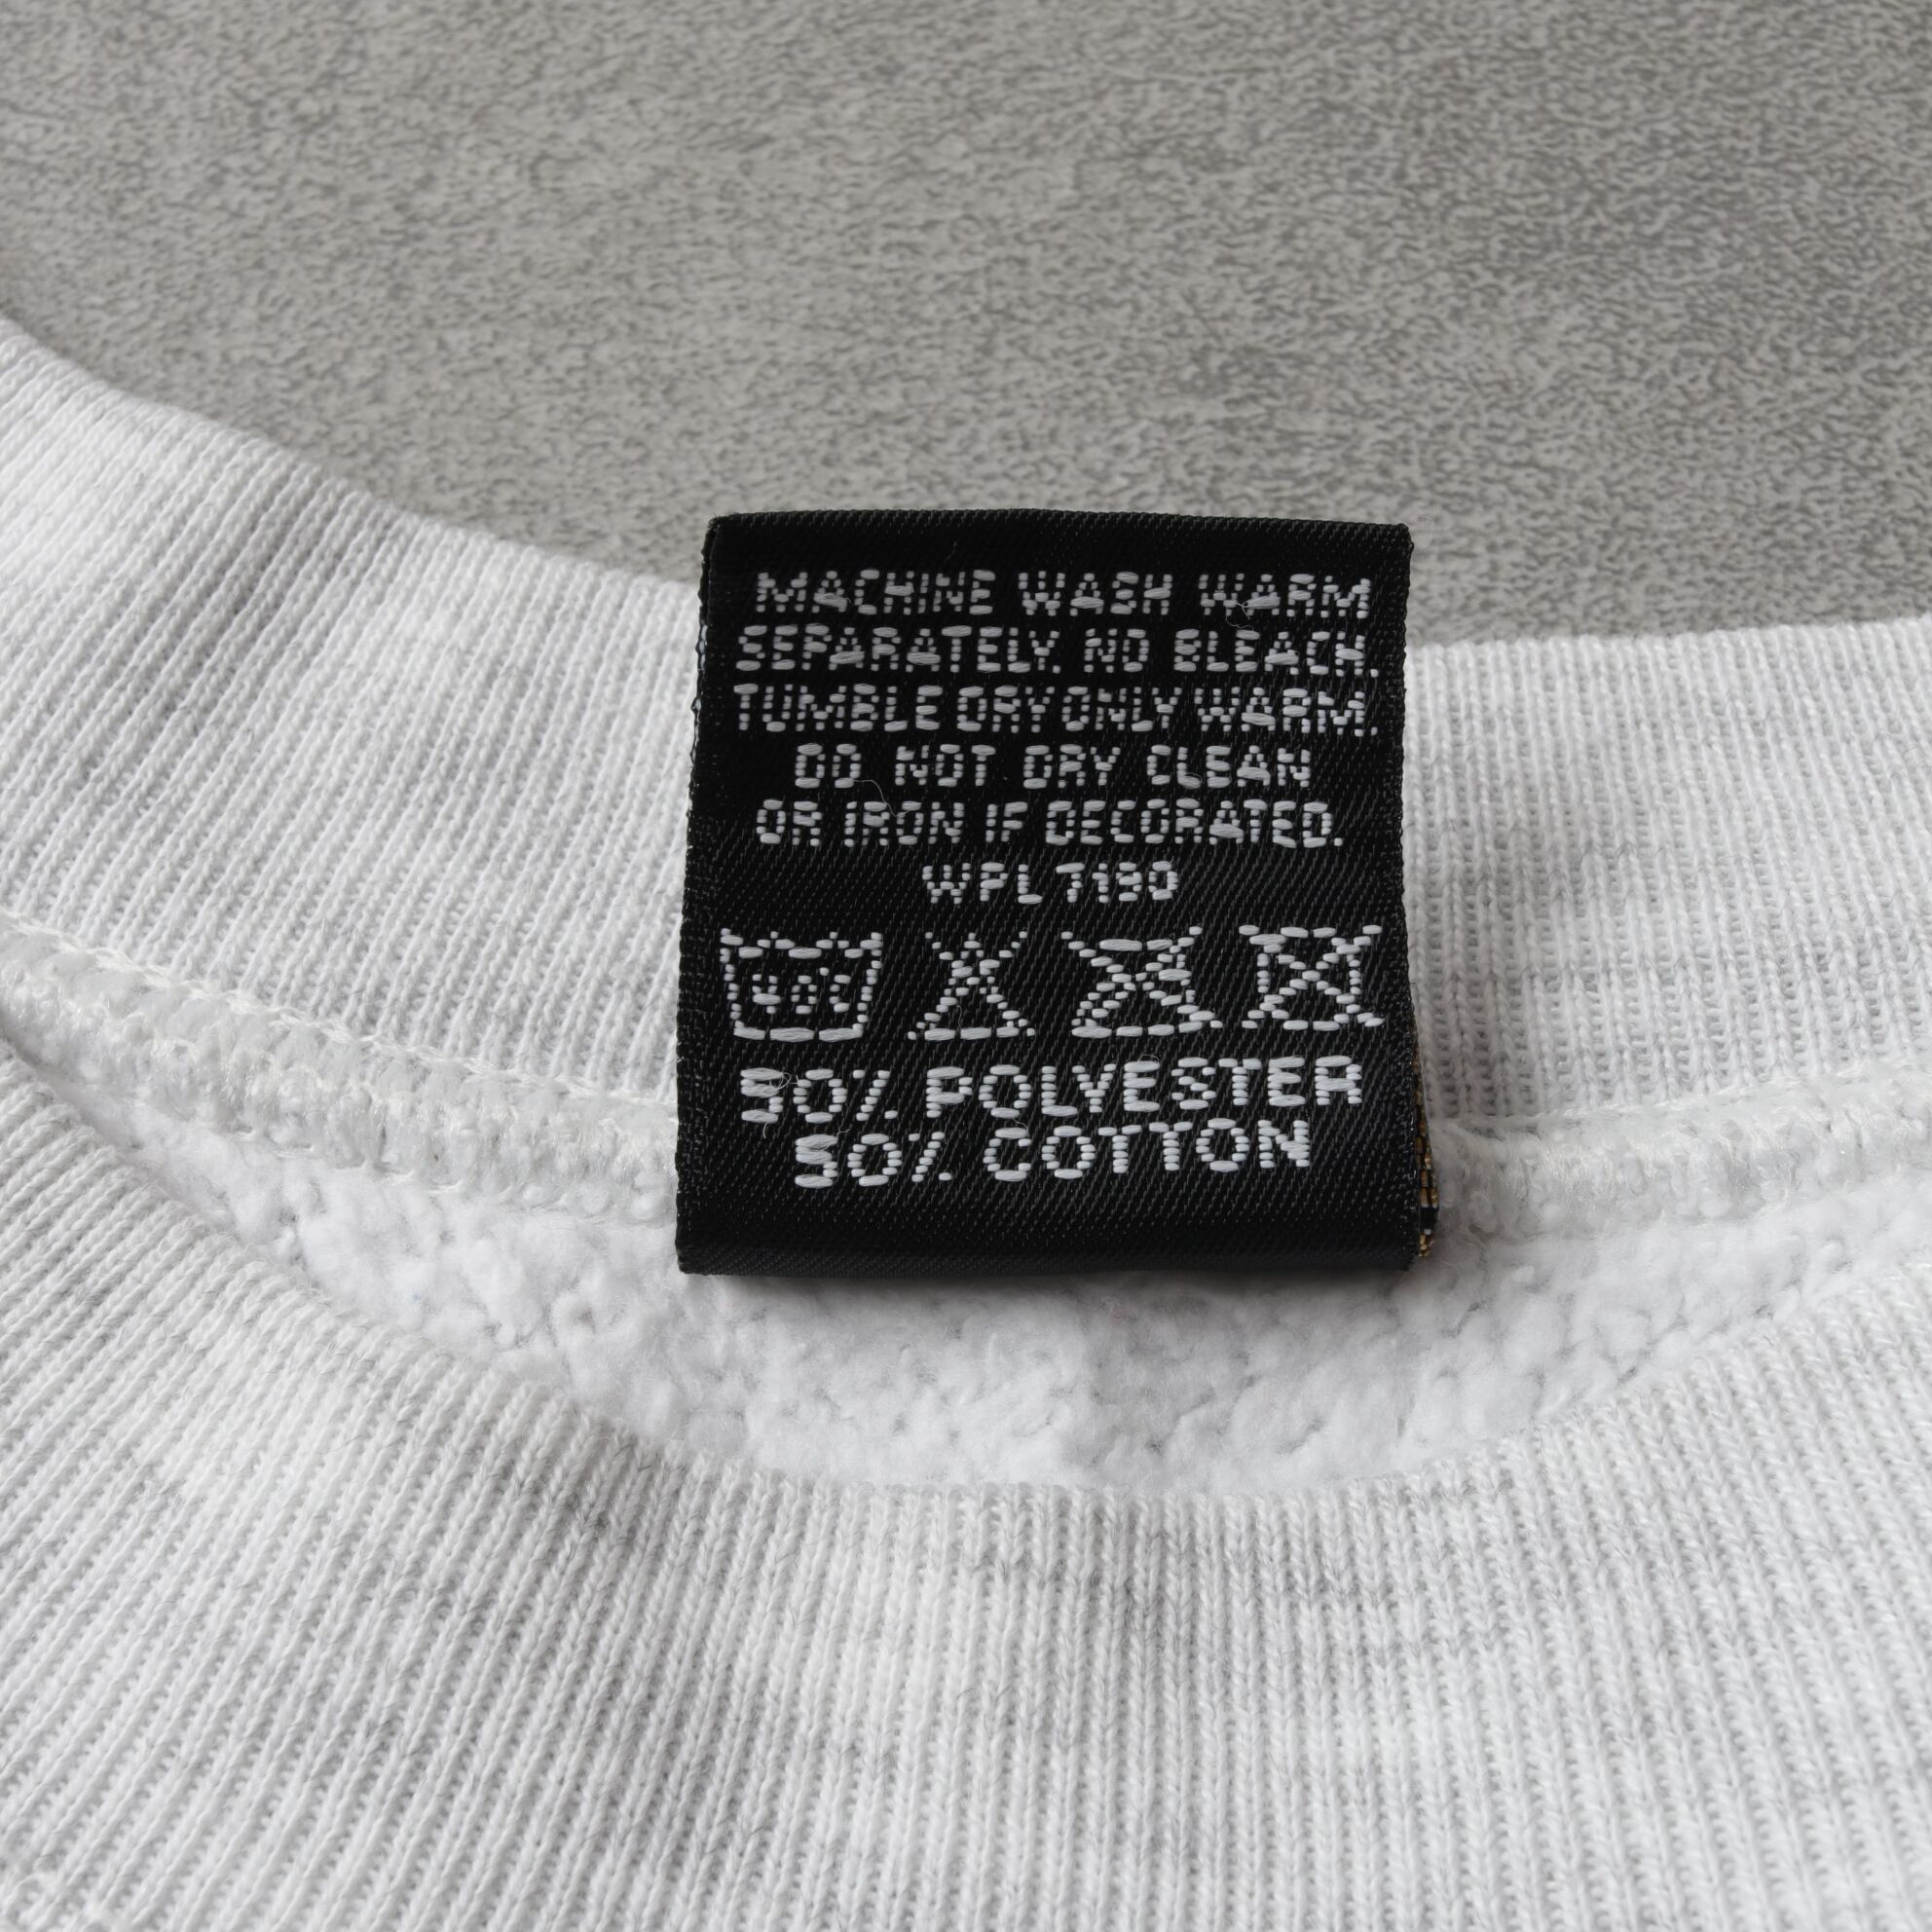 MACHINE WASH WARM
SEPARATELY. NO BLEACH.
TUMBLE DRY ONLY WARM.
DO NOT DRY CLEAN
OR IRON IF DECORATED.
WPL 7190
40°C
50% POLYESTER
50% COTTON